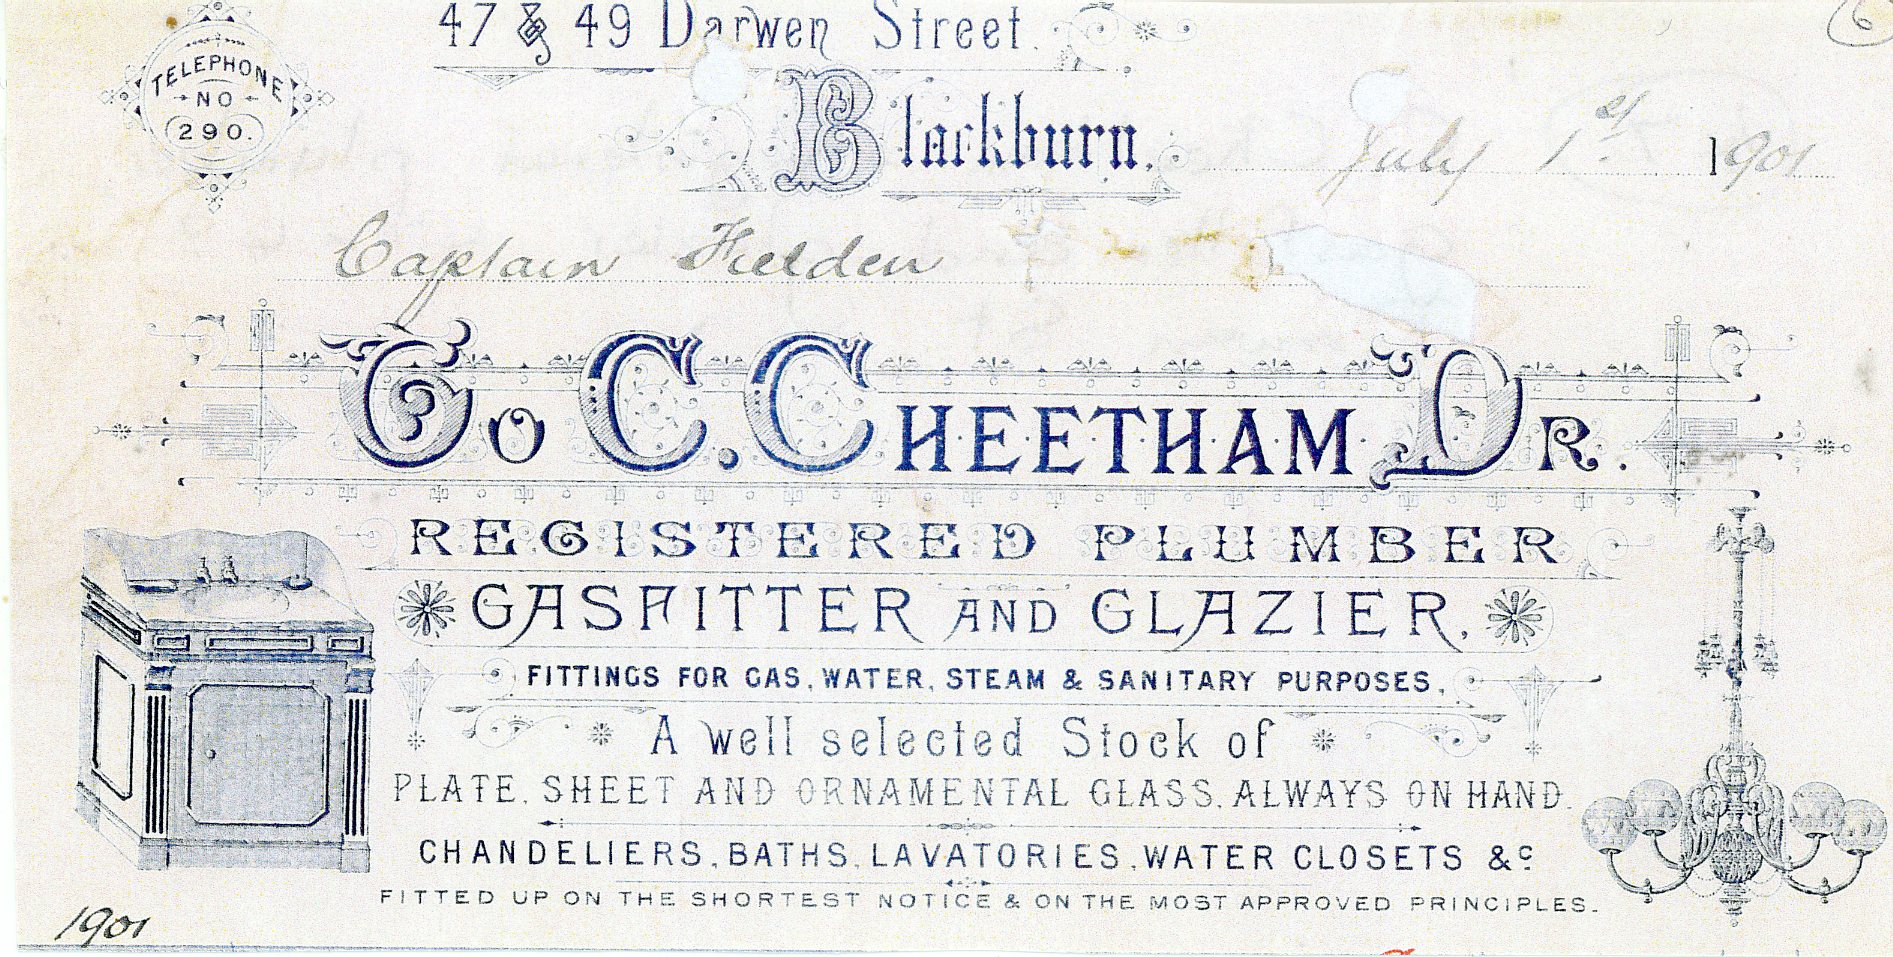 47 & 49 Darwen Street.
TELEPHONE
NO
290.
6
Blackburn. July 1st 1901
Captain Fielden
To C. CHEETHAM DR.
REGISTERED PLUMBER
GASFITTER AND GLAZIER,
FITTINGS FOR GAS, WATER, STEAM & SANITARY PURPOSES,
A well selected Stock of
PLATE, SHEET AND ORNAMENTAL GLASS, ALWAYS ON HAND.
CHANDELIERS, BATHS, LAVATORIES, WATER CLOSETS &c
FITTED UP ON THE SHORTEST NOTICE & ON THE MOST APPROVED PRINCIPLES.
1901